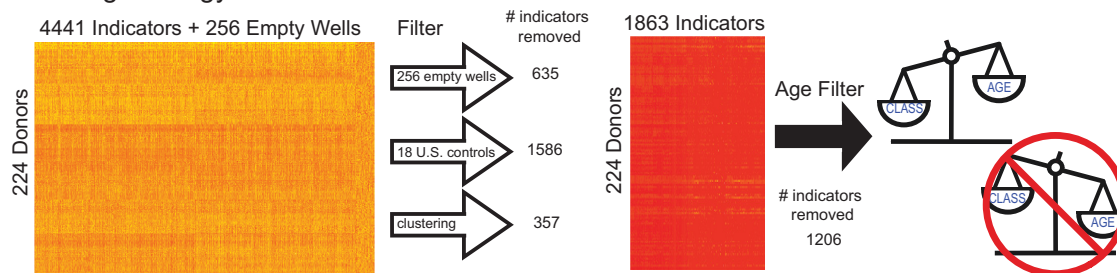 4441 Indicators + 256 Empty Wells
Filter
# indicators
removed
224 Donors
256 empty wells
635
18 U.S. controls
1586
clustering
357
1863 Indicators
224 Donors
Age Filter
# indicators
removed
1206
CLASS
AGE
CLASS
AGE